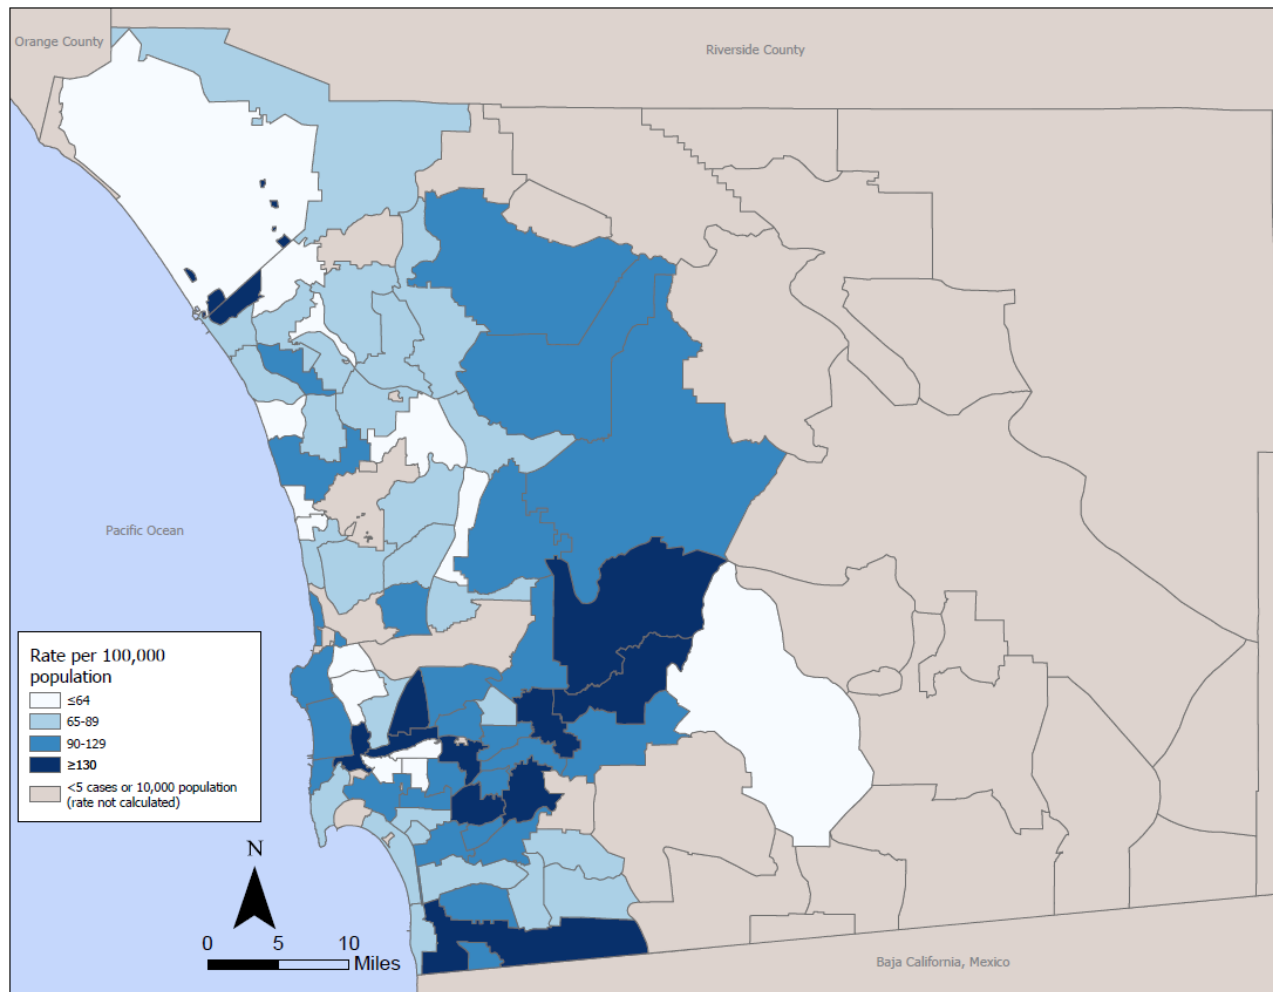 Orange County
Riverside County
Pacific Ocean
Rate per 100,000
population
≤64
65-89
90-129
≥130
<5 cases or 10,000 population
(rate not calculated)
N
0 5 10
Miles
Baja California, Mexico